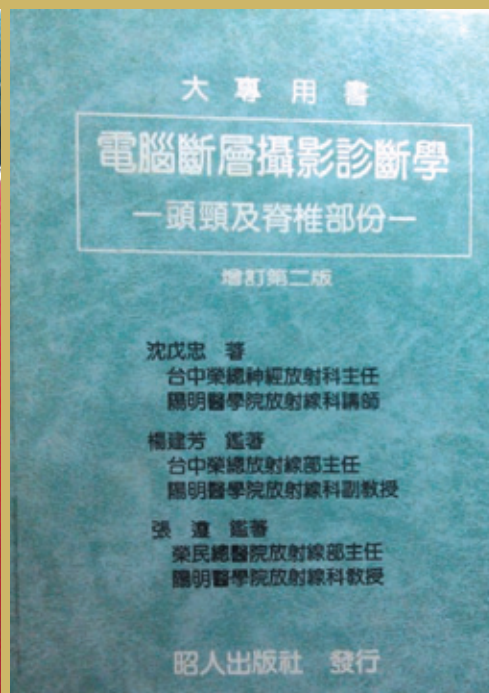 大專用書
電腦斷層攝影診斷學
—頭頸及脊椎部份—
增訂第二版
沈戊忠 著
台中榮總神經放射科主任
陽明醫學院放射線科講師
楊建芳 鑑著
台中榮總放射線部主任
陽明醫學院放射線科副教授
張遵 鑑著
榮民總醫院放射線部主任
陽明醫學院放射線科教授
昭人出版社 發行